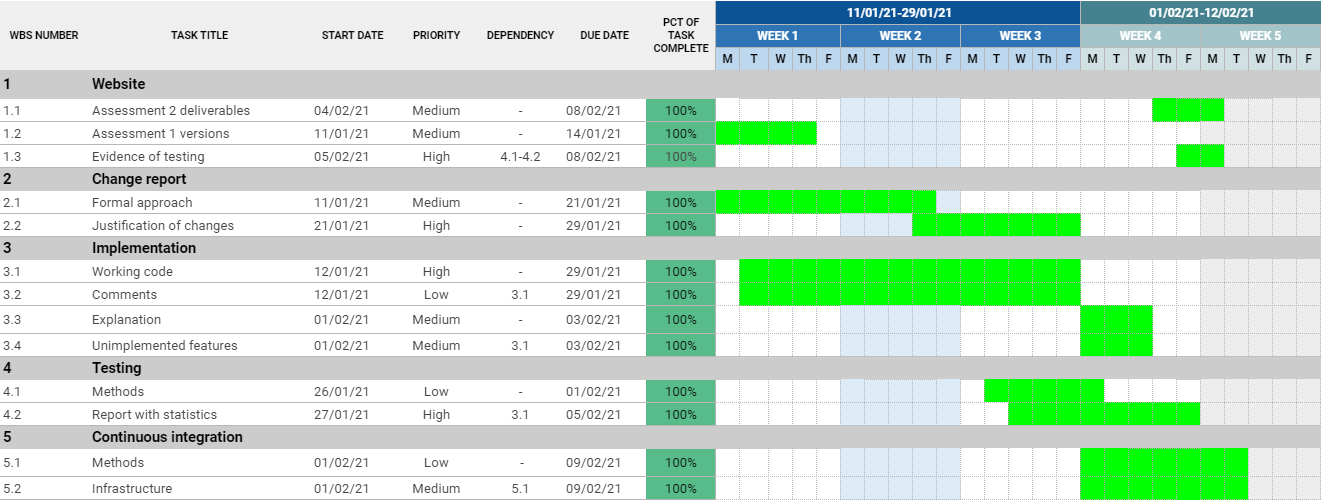 11/01/21-29/01/21 01/02/21-12/02/21
WBS NUMBER TASK TITLE START DATE PRIORITY DEPENDENCY DUE DATE PCT OF TASK COMPLETE WEEK 1 WEEK 2 WEEK 3 WEEK 4 WEEK 5
M T W Th F M T W Th F M T W Th F M T W Th F M T W Th F
1 Website
1.1 Assessment 2 deliverables 04/02/21 Medium - 08/02/21 100%
1.2 Assessment 1 versions 11/01/21 Medium - 14/01/21 100%
1.3 Evidence of testing 05/02/21 High 4.1-4.2 08/02/21 100%
2 Change report
2.1 Formal approach 11/01/21 Medium - 21/01/21 100%
2.2 Justification of changes 21/01/21 High - 29/01/21 100%
3 Implementation
3.1 Working code 12/01/21 High - 29/01/21 100%
3.2 Comments 12/01/21 Low 3.1 29/01/21 100%
3.3 Explanation 01/02/21 Medium - 03/02/21 100%
3.4 Unimplemented features 01/02/21 Medium 3.1 03/02/21 100%
4 Testing
4.1 Methods 26/01/21 Low - 01/02/21 100%
4.2 Report with statistics 27/01/21 High 3.1 05/02/21 100%
5 Continuous integration
5.1 Methods 01/02/21 Low - 09/02/21 100%
5.2 Infrastructure 01/02/21 Medium 5.1 09/02/21 100%